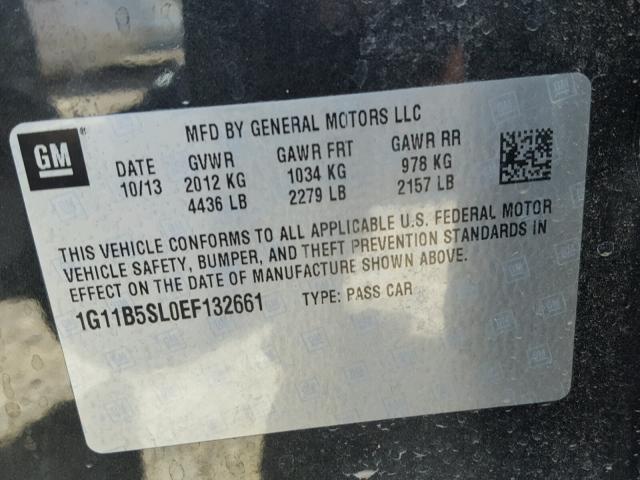 GM
MFD BY GENERAL MOTORS LLC
DATE GVWR GAWR FRT GAWR RR
10/13 2012 KG 1034 KG 978 KG
4436 LB 2279 LB 2157 LB
THIS VEHICLE CONFORMS TO ALL APPLICABLE U.S. FEDERAL MOTOR
VEHICLE SAFETY, BUMPER, AND THEFT PREVENTION STANDARDS IN
EFFECT ON THE DATE OF MANUFACTURE SHOWN ABOVE.
1G11B5SL0EF132661 TYPE: PASS CAR